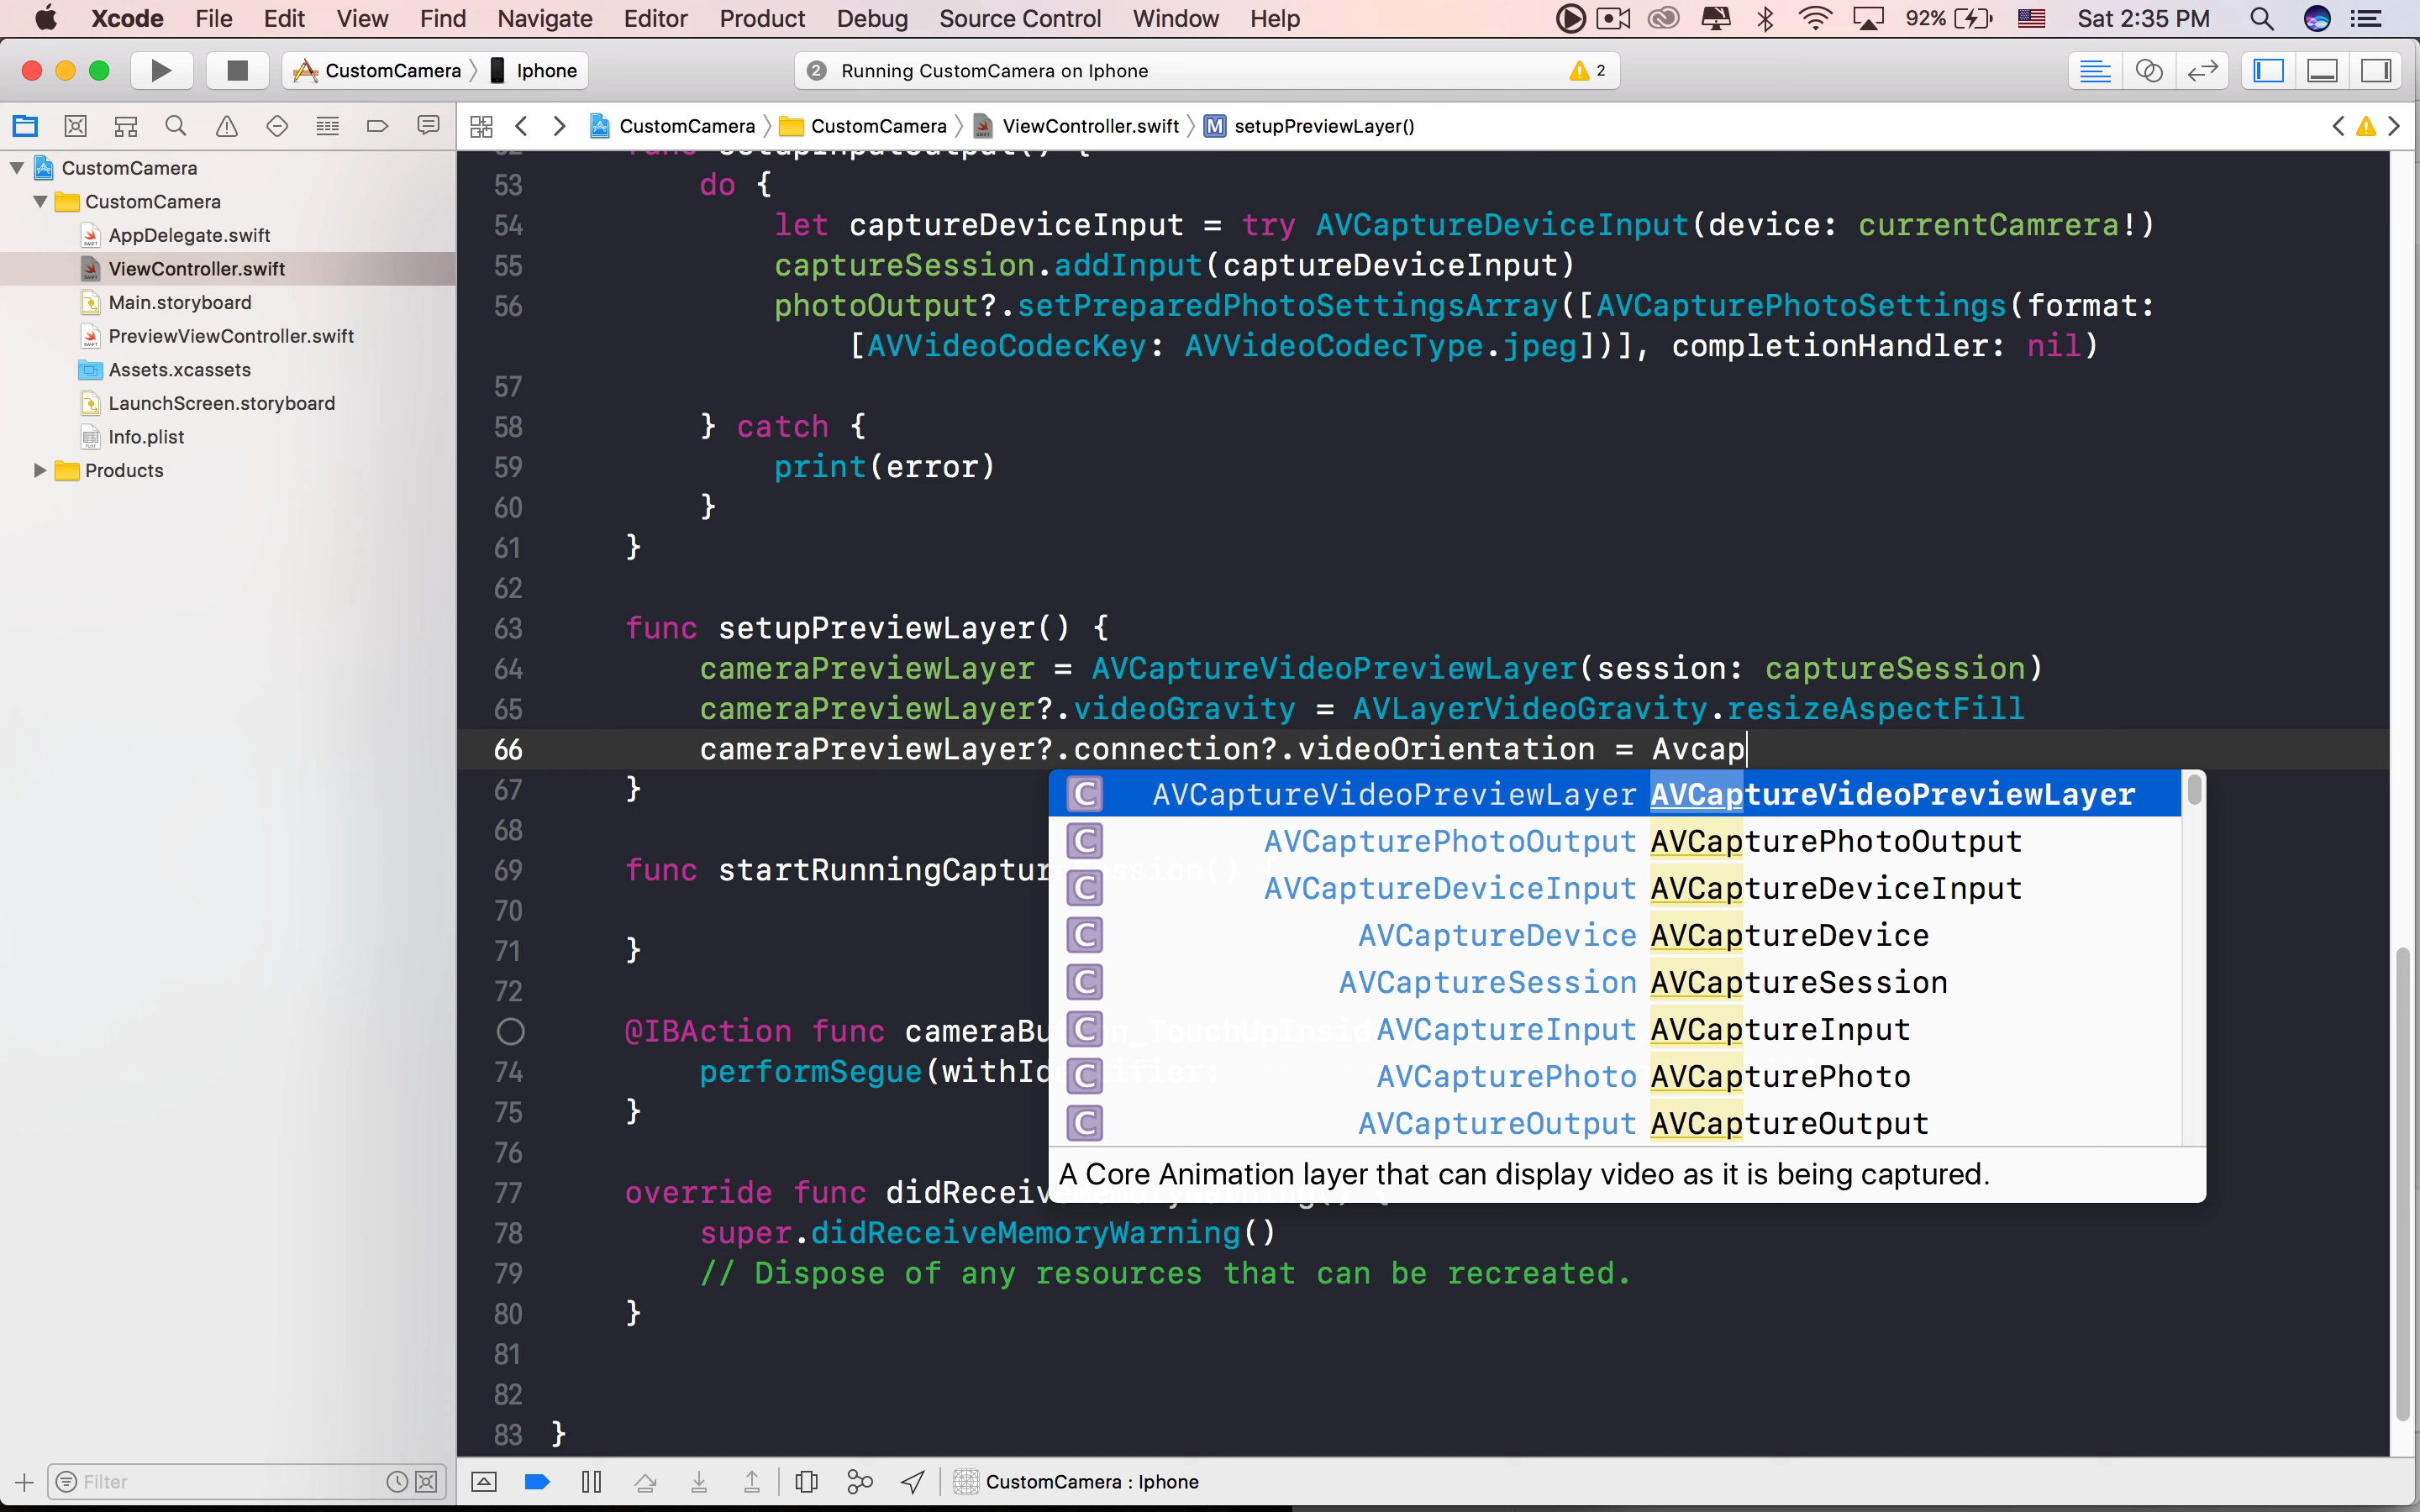 Xcode File Edit View Find Navigate Editor Product Debug Source Control Window Help 92% Sat 2:35 PM
CustomCamera Iphone 2 Running CustomCamera on Iphone 2
CustomCamera CustomCamera ViewController.swift M setupPreviewLayer()
CustomCamera
CustomCamera
AppDelegate.swift
ViewController.swift
Main.storyboard
PreviewViewController.swift
Assets.xcassets
LaunchScreen.storyboard
Info.plist
Products
Filter
53 do {
54 let captureDeviceInput = try AVCaptureDeviceInput(device: currentCamrera!)
55 captureSession.addInput(captureDeviceInput)
56 photoOutput?.setPreparedPhotoSettingsArray([AVCapturePhotoSettings(format:
[AVVideoCodecKey: AVVideoCodecType.jpeg])], completionHandler: nil)
57
58 } catch {
59 print(error)
60 }
61 }
62
63 func setupPreviewLayer() {
64 cameraPreviewLayer = AVCaptureVideoPreviewLayer(session: captureSession)
65 cameraPreviewLayer?.videoGravity = AVLayerVideoGravity.resizeAspectFill
66 cameraPreviewLayer?.connection?.videoOrientation = Avcap
67 }
68
69 func startRunningCaptureSession() {
70
71 }
72
@IBAction func cameraButton_TouchUpInside
74 performSegue(withIdentifier:
75 }
76
77 override func didReceiveMemoryWarning() {
78 super.didReceiveMemoryWarning()
79 // Dispose of any resources that can be recreated.
80 }
81
82
83 }
C AVCaptureVideoPreviewLayer AVCaptureVideoPreviewLayer
C AVCapturePhotoOutput AVCapturePhotoOutput
C AVCaptureDeviceInput AVCaptureDeviceInput
C AVCaptureDevice AVCaptureDevice
C AVCaptureSession AVCaptureSession
C AVCaptureInput AVCaptureInput
C AVCapturePhoto AVCapturePhoto
C AVCaptureOutput AVCaptureOutput
A Core Animation layer that can display video as it is being captured.
CustomCamera : Iphone